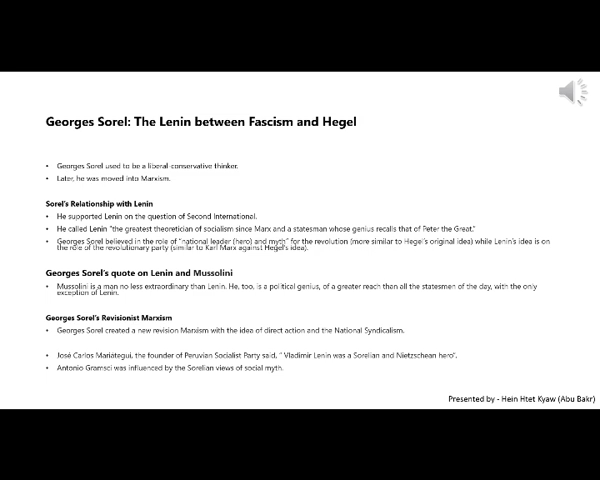 Georges Sorel: The Lenin between Fascism and Hegel
• Georges Sorel used to be a liberal-conservative thinker.
• Later, he was moved into Marxism.
Sorel's Relationship with Lenin
• He supported Lenin on the question of Second International.
• He called Lenin "the greatest theoretician of socialism since Marx and a statesman whose genius recalls that of Peter the Great."
• Georges Sorel believed in the role of "national leader (hero) and myth" for the revolution (more similar to Hegel's original idea) while Lenin's idea is on
the role of the revolutionary party (similar to Karl Marx against Hegel's idea).
Georges Sorel's quote on Lenin and Mussolini
• Mussolini is a man no less extraordinary than Lenin. He, too, is a political genius, of a greater reach than all the statesmen of the day, with the only
exception of Lenin.
Georges Sorel's Revisionist Marxism
• Georges Sorel created a new revision Marxism with the idea of direct action and the National Syndicalism.
• José Carlos Mariátegui, the founder of Peruvian Socialist Party said, " Vladimir Lenin was a Sorelian and Nietzschean hero".
• Antonio Gramsci was influenced by the Sorelian views of social myth.
Presented by - Hein Htet Kyaw (Abu Bakr)